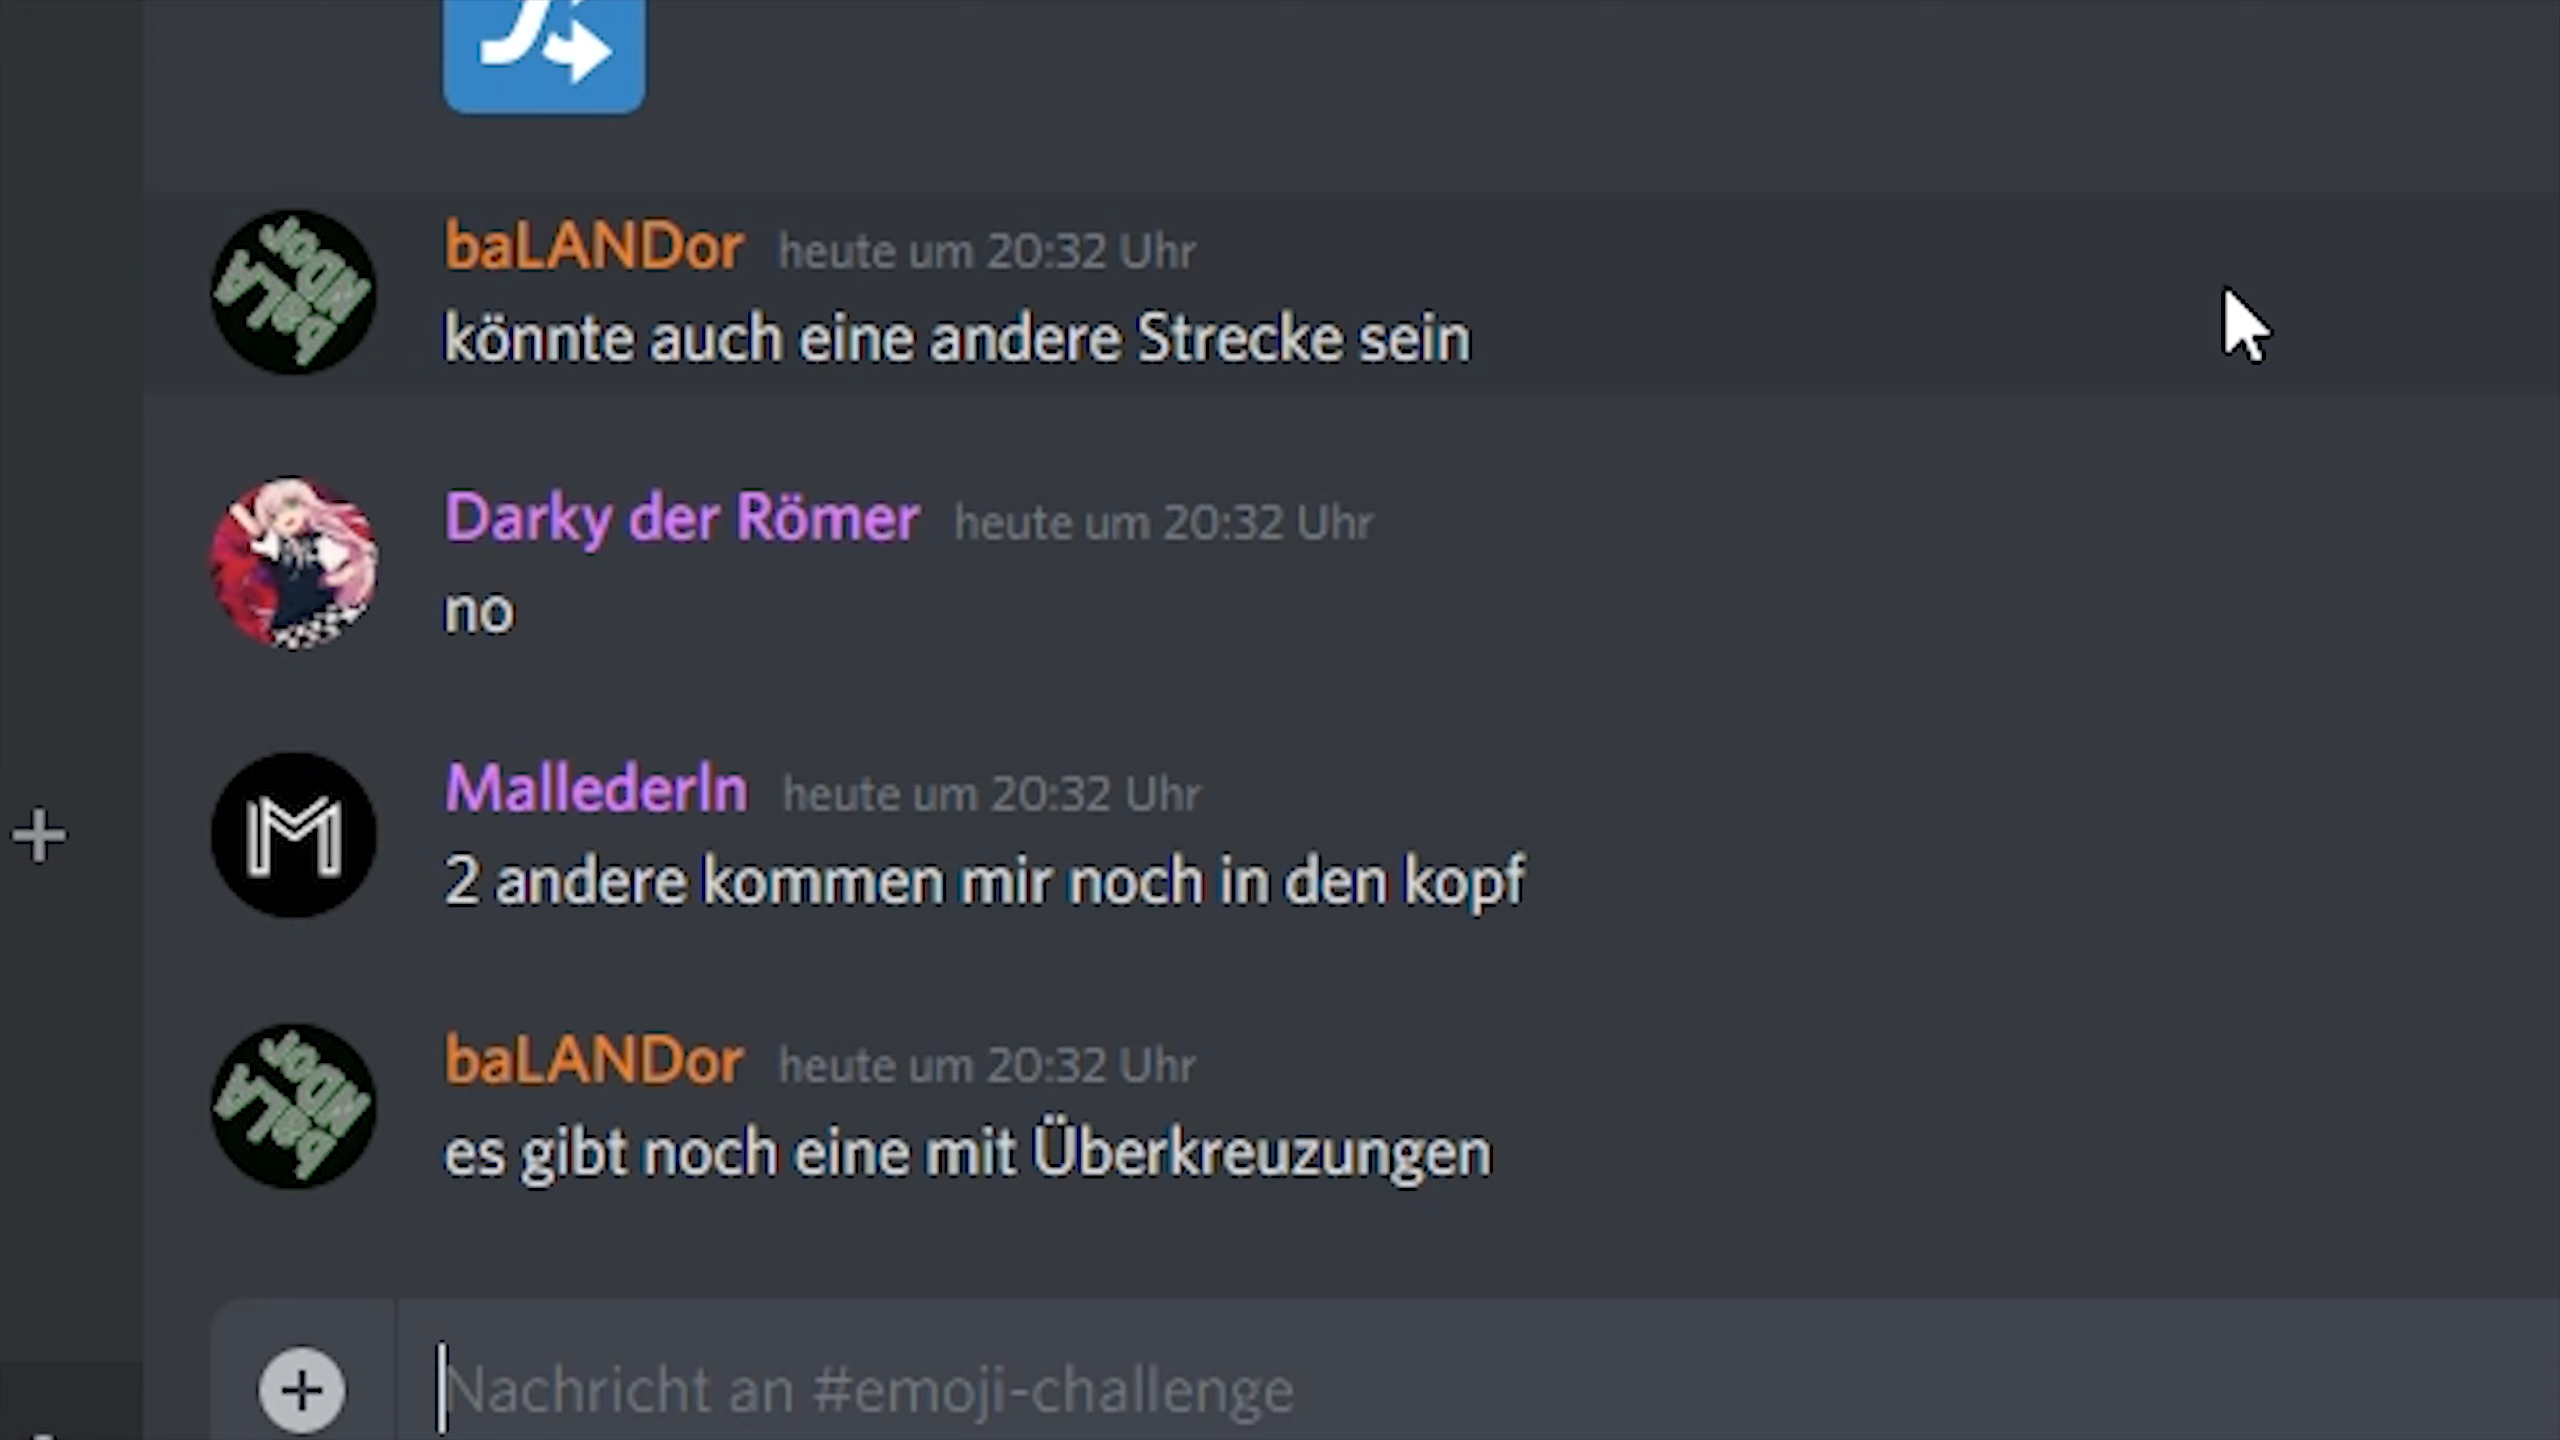 baLANDor heute um 20:32 Uhr
könnte auch eine andere Strecke sein
Darky der Römer heute um 20:32 Uhr
no
MallederIn heute um 20:32 Uhr
2 andere kommen mir noch in den kopf
baLANDor heute um 20:32 Uhr
es gibt noch eine mit Überkreuzungen
Nachricht an #emoji-challenge